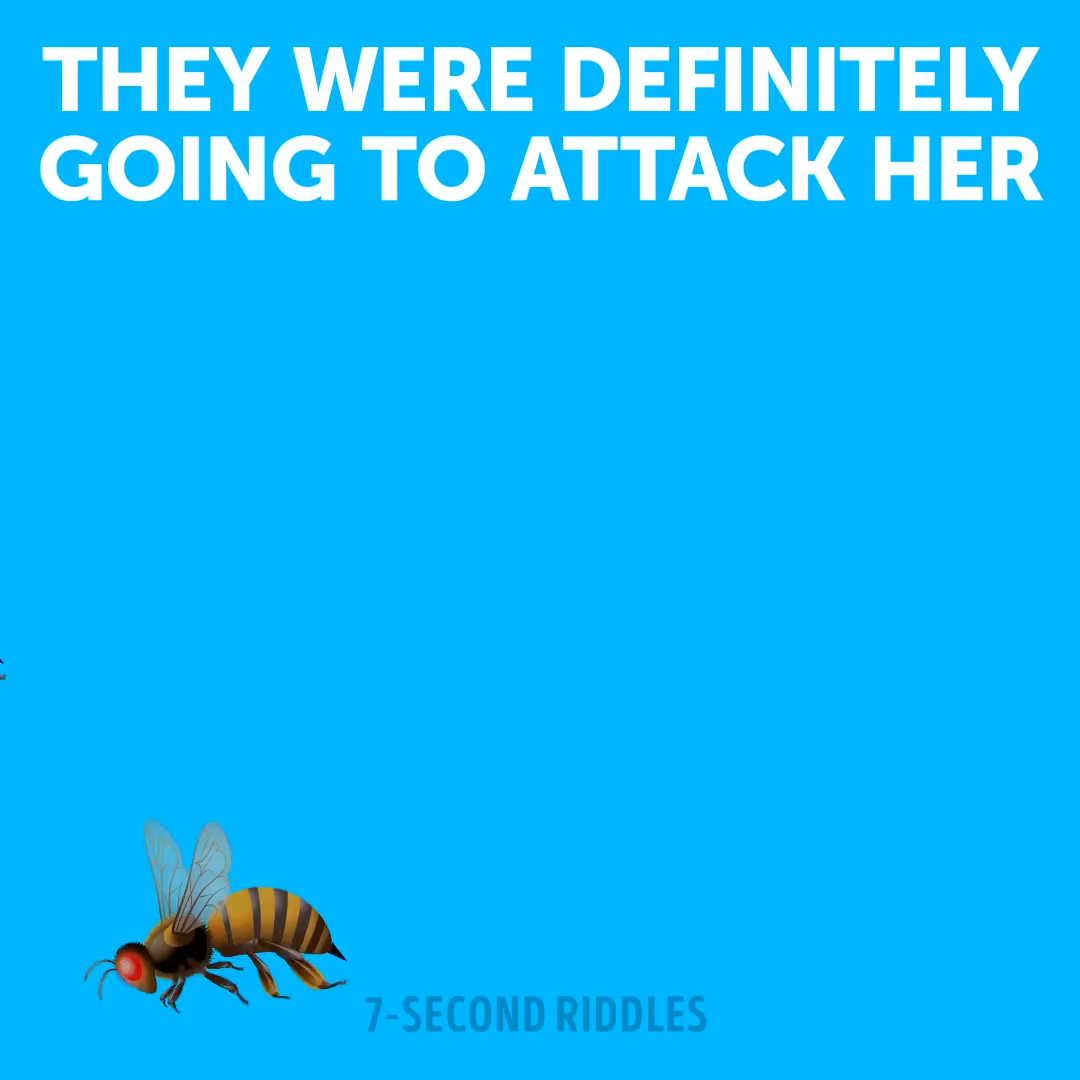 THEY WERE DEFINITELY
GOING TO ATTACK HER
7-SECOND RIDDLES